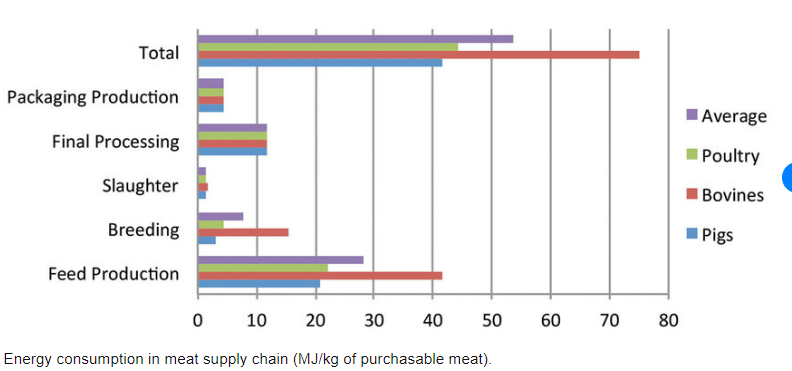 Total
Packaging Production
Final Processing
Slaughter
Breeding
Feed Production
0 10 20 30 40 50 60 70 80
Average
Poultry
Bovines
Pigs
Energy consumption in meat supply chain (MJ/kg of purchasable meat).